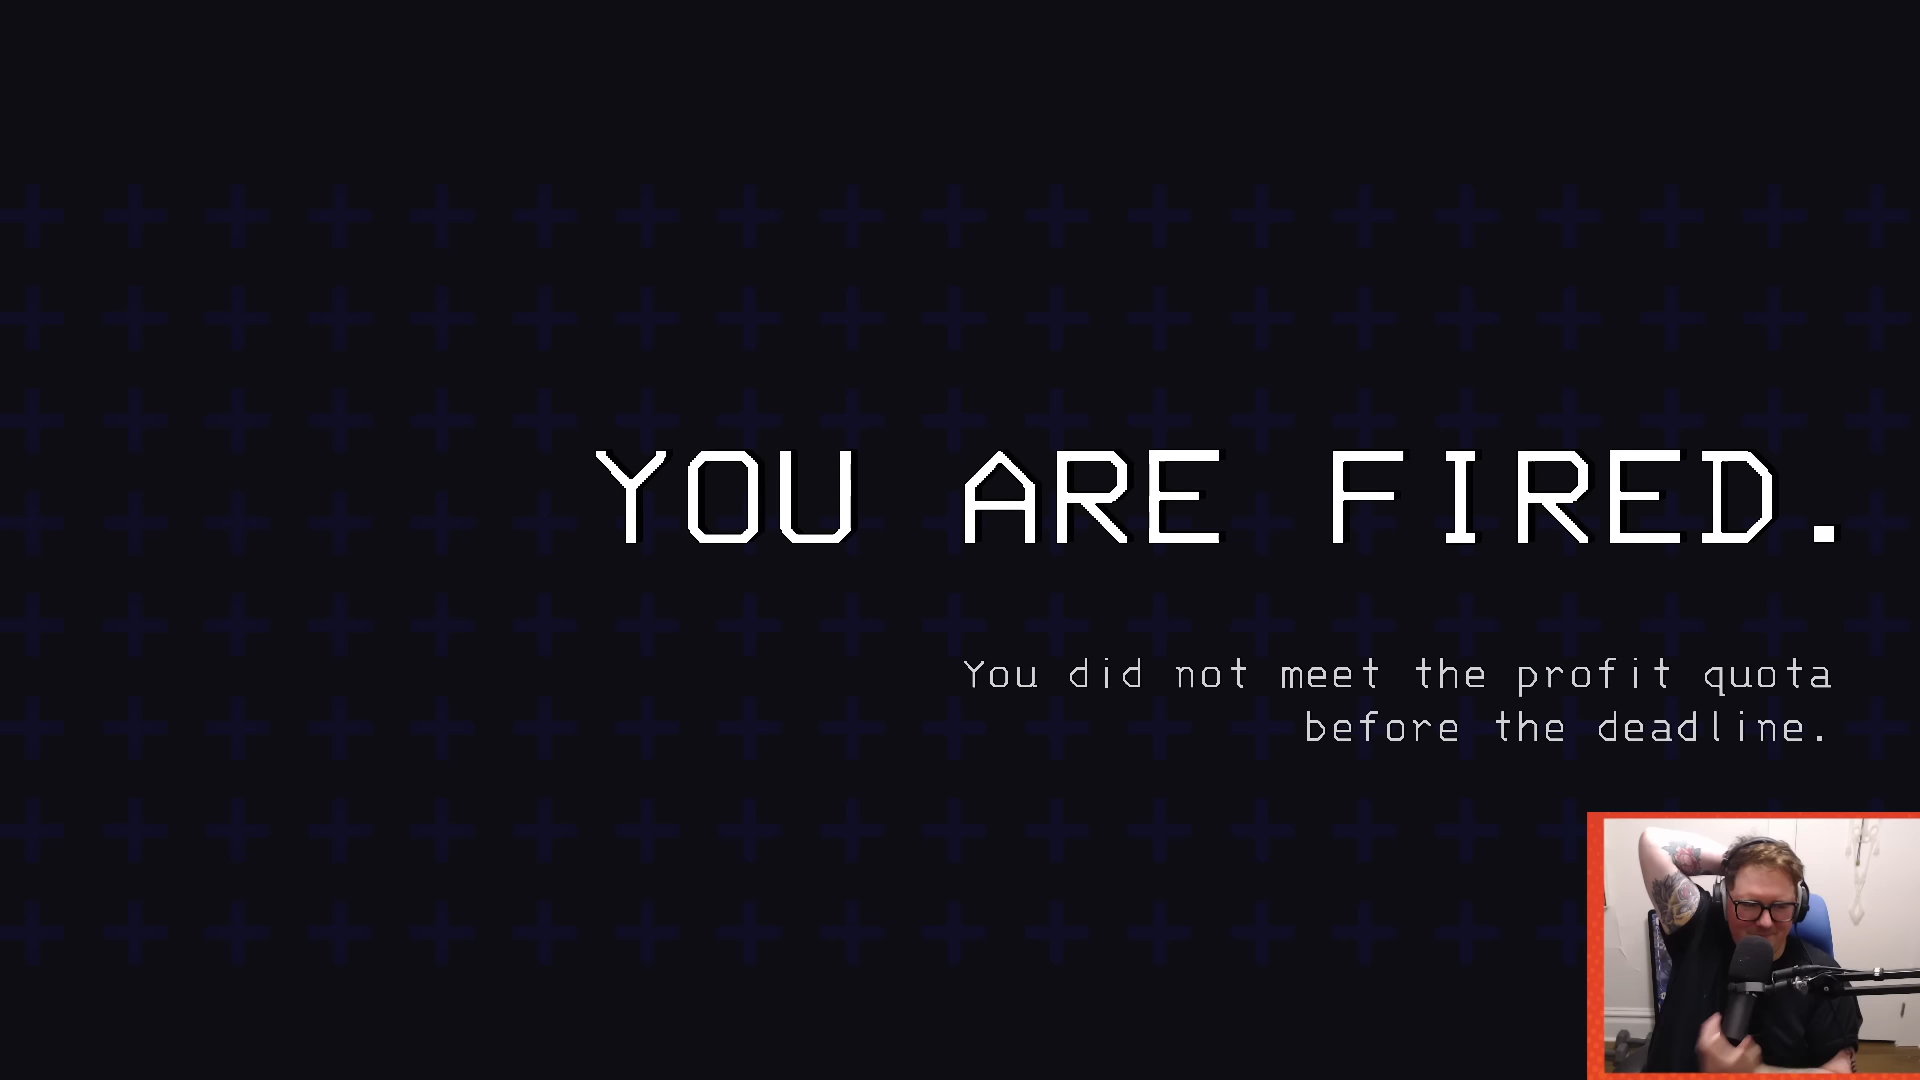 YOU ARE FIRED.
You did not meet the profit quota
before the deadline.